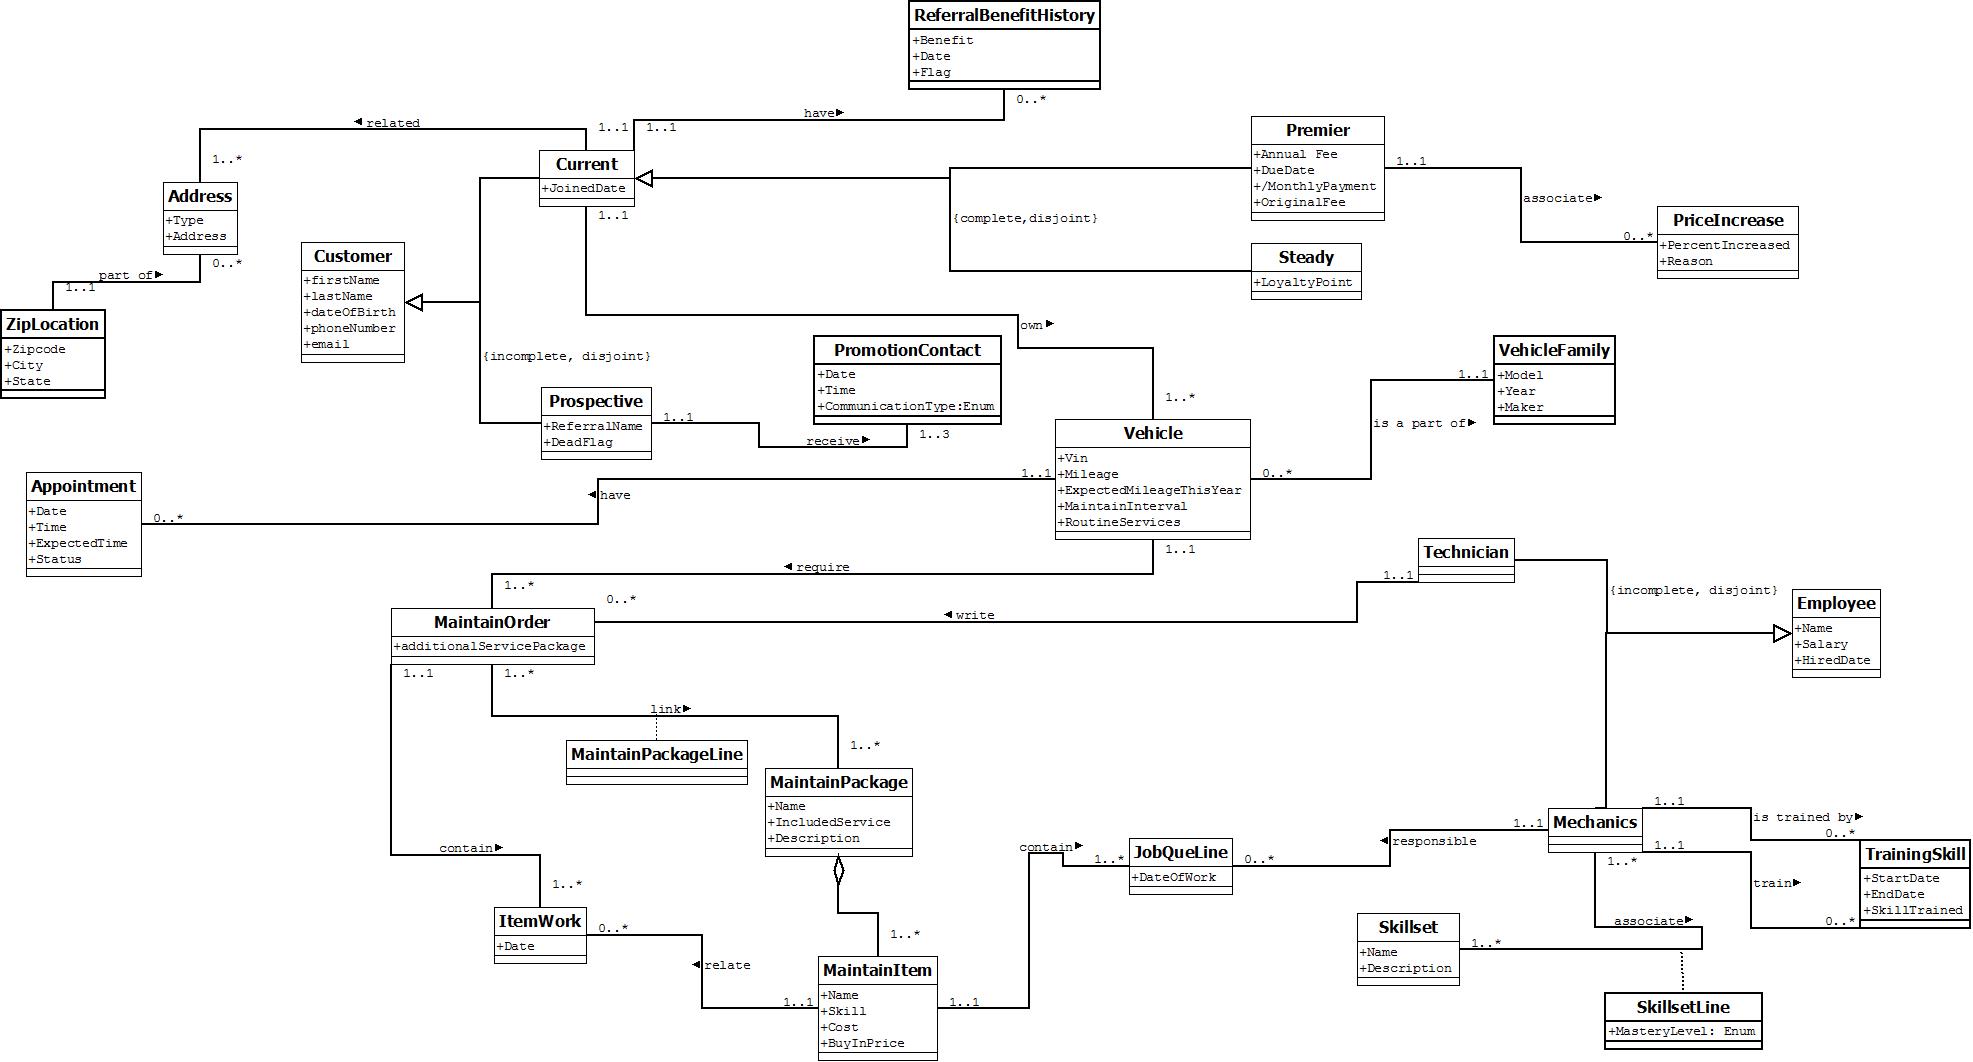 ReferralBenefitHistory
+Benefit
+Date
+Flag
0..*
have
1..1
1..1
related
1..*
Current
+JoinedDate
1..1
Premier
+Annual Fee
+DueDate
+/MonthlyPayment
+OriginalFee
1..1
associate
0..*
PriceIncrease
+PercentIncreased
+Reason
{complete,disjoint}
Steady
+LoyaltyPoint
Address
+Type
+Address
0..*
part of
1..1
ZipLocation
+Zipcode
+City
+State
Customer
+firstName
+lastName
+dateOfBirth
+phoneNumber
+email
{incomplete, disjoint}
own
1..*
PromotionContact
+Date
+Time
+CommunicationType:Enum
1..3
receive
1..1
Prospective
+ReferralName
+DeadFlag
VehicleFamily
+Model
+Year
+Maker
1..1
is a part of
0..*
Vehicle
+Vin
+Mileage
+ExpectedMileageThisYear
+MaintainInterval
+RoutineServices
1..1
1..1
have
0..*
Appointment
+Date
+Time
+ExpectedTime
+Status
require
1..*
Technician
1..1
write
0..*
{incomplete, disjoint}
Employee
+Name
+Salary
+HiredDate
MaintainOrder
+additionalServicePackage
1..1
1..*
link
1..*
MaintainPackageLine
MaintainPackage
+Name
+IncludedService
+Description
contain
1..*
ItemWork
+Date
0..*
relate
1..1
1..*
MaintainItem
+Name
+Skill
+Cost
+BuyInPrice
1..1
contain
1..*
JobQueLine
+DateOfWork
0..*
responsible
1..1
Mechanics
1..1
is trained by
0..*
1..1
train
0..*
TrainingSkill
+StartDate
+EndDate
+SkillTrained
1..*
associate
1..*
Skillset
+Name
+Description
SkillsetLine
+MasteryLevel: Enum